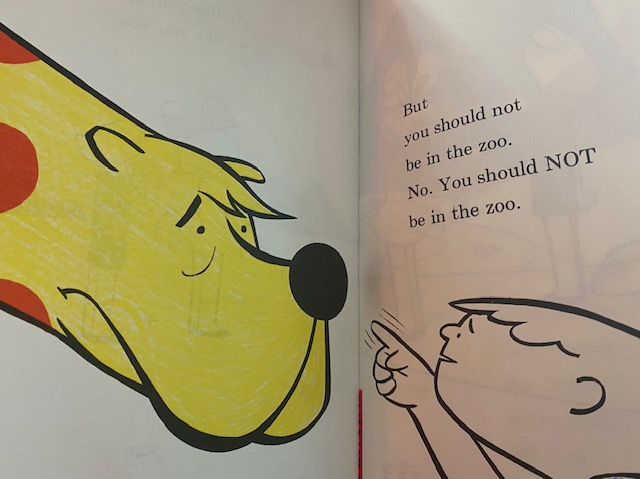 But
you should not
be in the zoo.
No. You should NOT
be in the zoo.